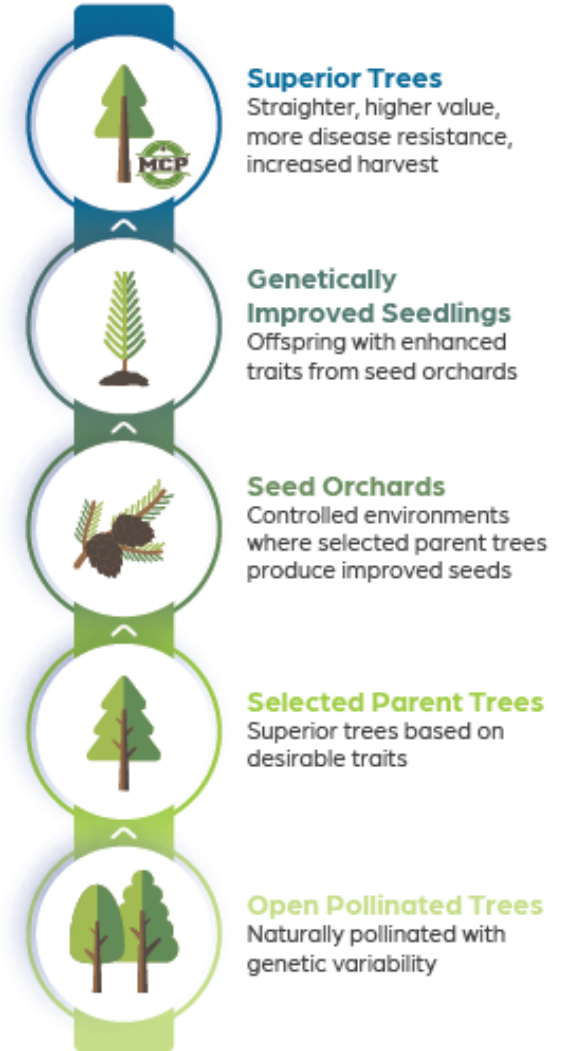 Superior Trees
Straighter, higher value,
more disease resistance,
increased harvest
MCP
Genetically
Improved Seedlings
Offspring with enhanced
traits from seed orchards
Seed Orchards
Controlled environments
where selected parent trees
produce improved seeds
Selected Parent Trees
Superior trees based on
desirable traits
Open Pollinated Trees
Naturally pollinated with
genetic variability